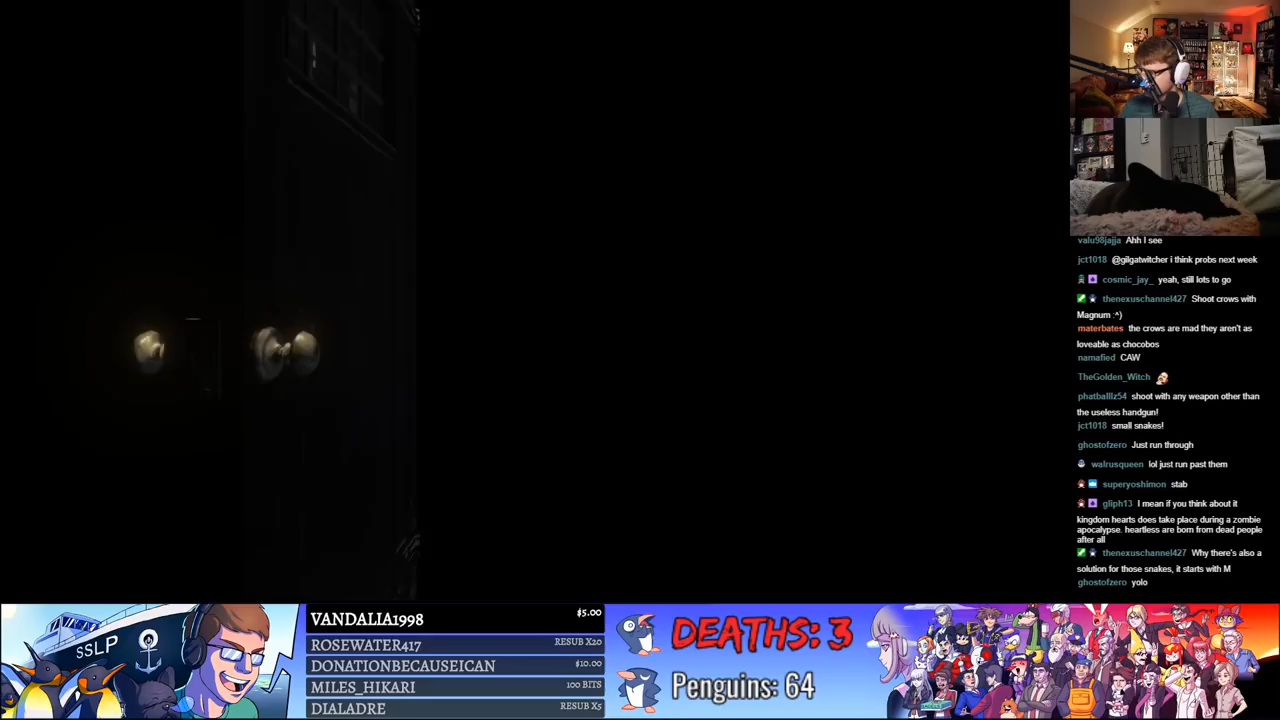 valu98jajja Ahh I see
jct1018 @gilgatwitcher i think probs next week
cosmic_jay_ yeah, still lots to go
thenexuschannel427 Shoot crows with
Magnum :^)
materbates the crows are mad they aren't as
loveable as chocobos
namafied CAW
TheGolden_Witch
phatballlz54 shoot with any weapon other than
the useless handgun!
jct1018 small snakes!
ghostofzero Just run through
walrusqueen lol just run past them
superyoshimon stab
gliph13 I mean if you think about it
kingdom hearts does take place during a zombie
apocalypse. heartless are born from dead people
after all
thenexuschannel427 Why there's also a
solution for those snakes, it starts with M
ghostofzero yolo
SSLP
VANDALIA1998 $5.00
ROSEWATER417 RESUB X20
DONATIONBECAUSEICAN $10.00
MILES_HIKARI 100 BITS
DIALADRE RESUB X5
DEATHS: 3
Penguins: 64